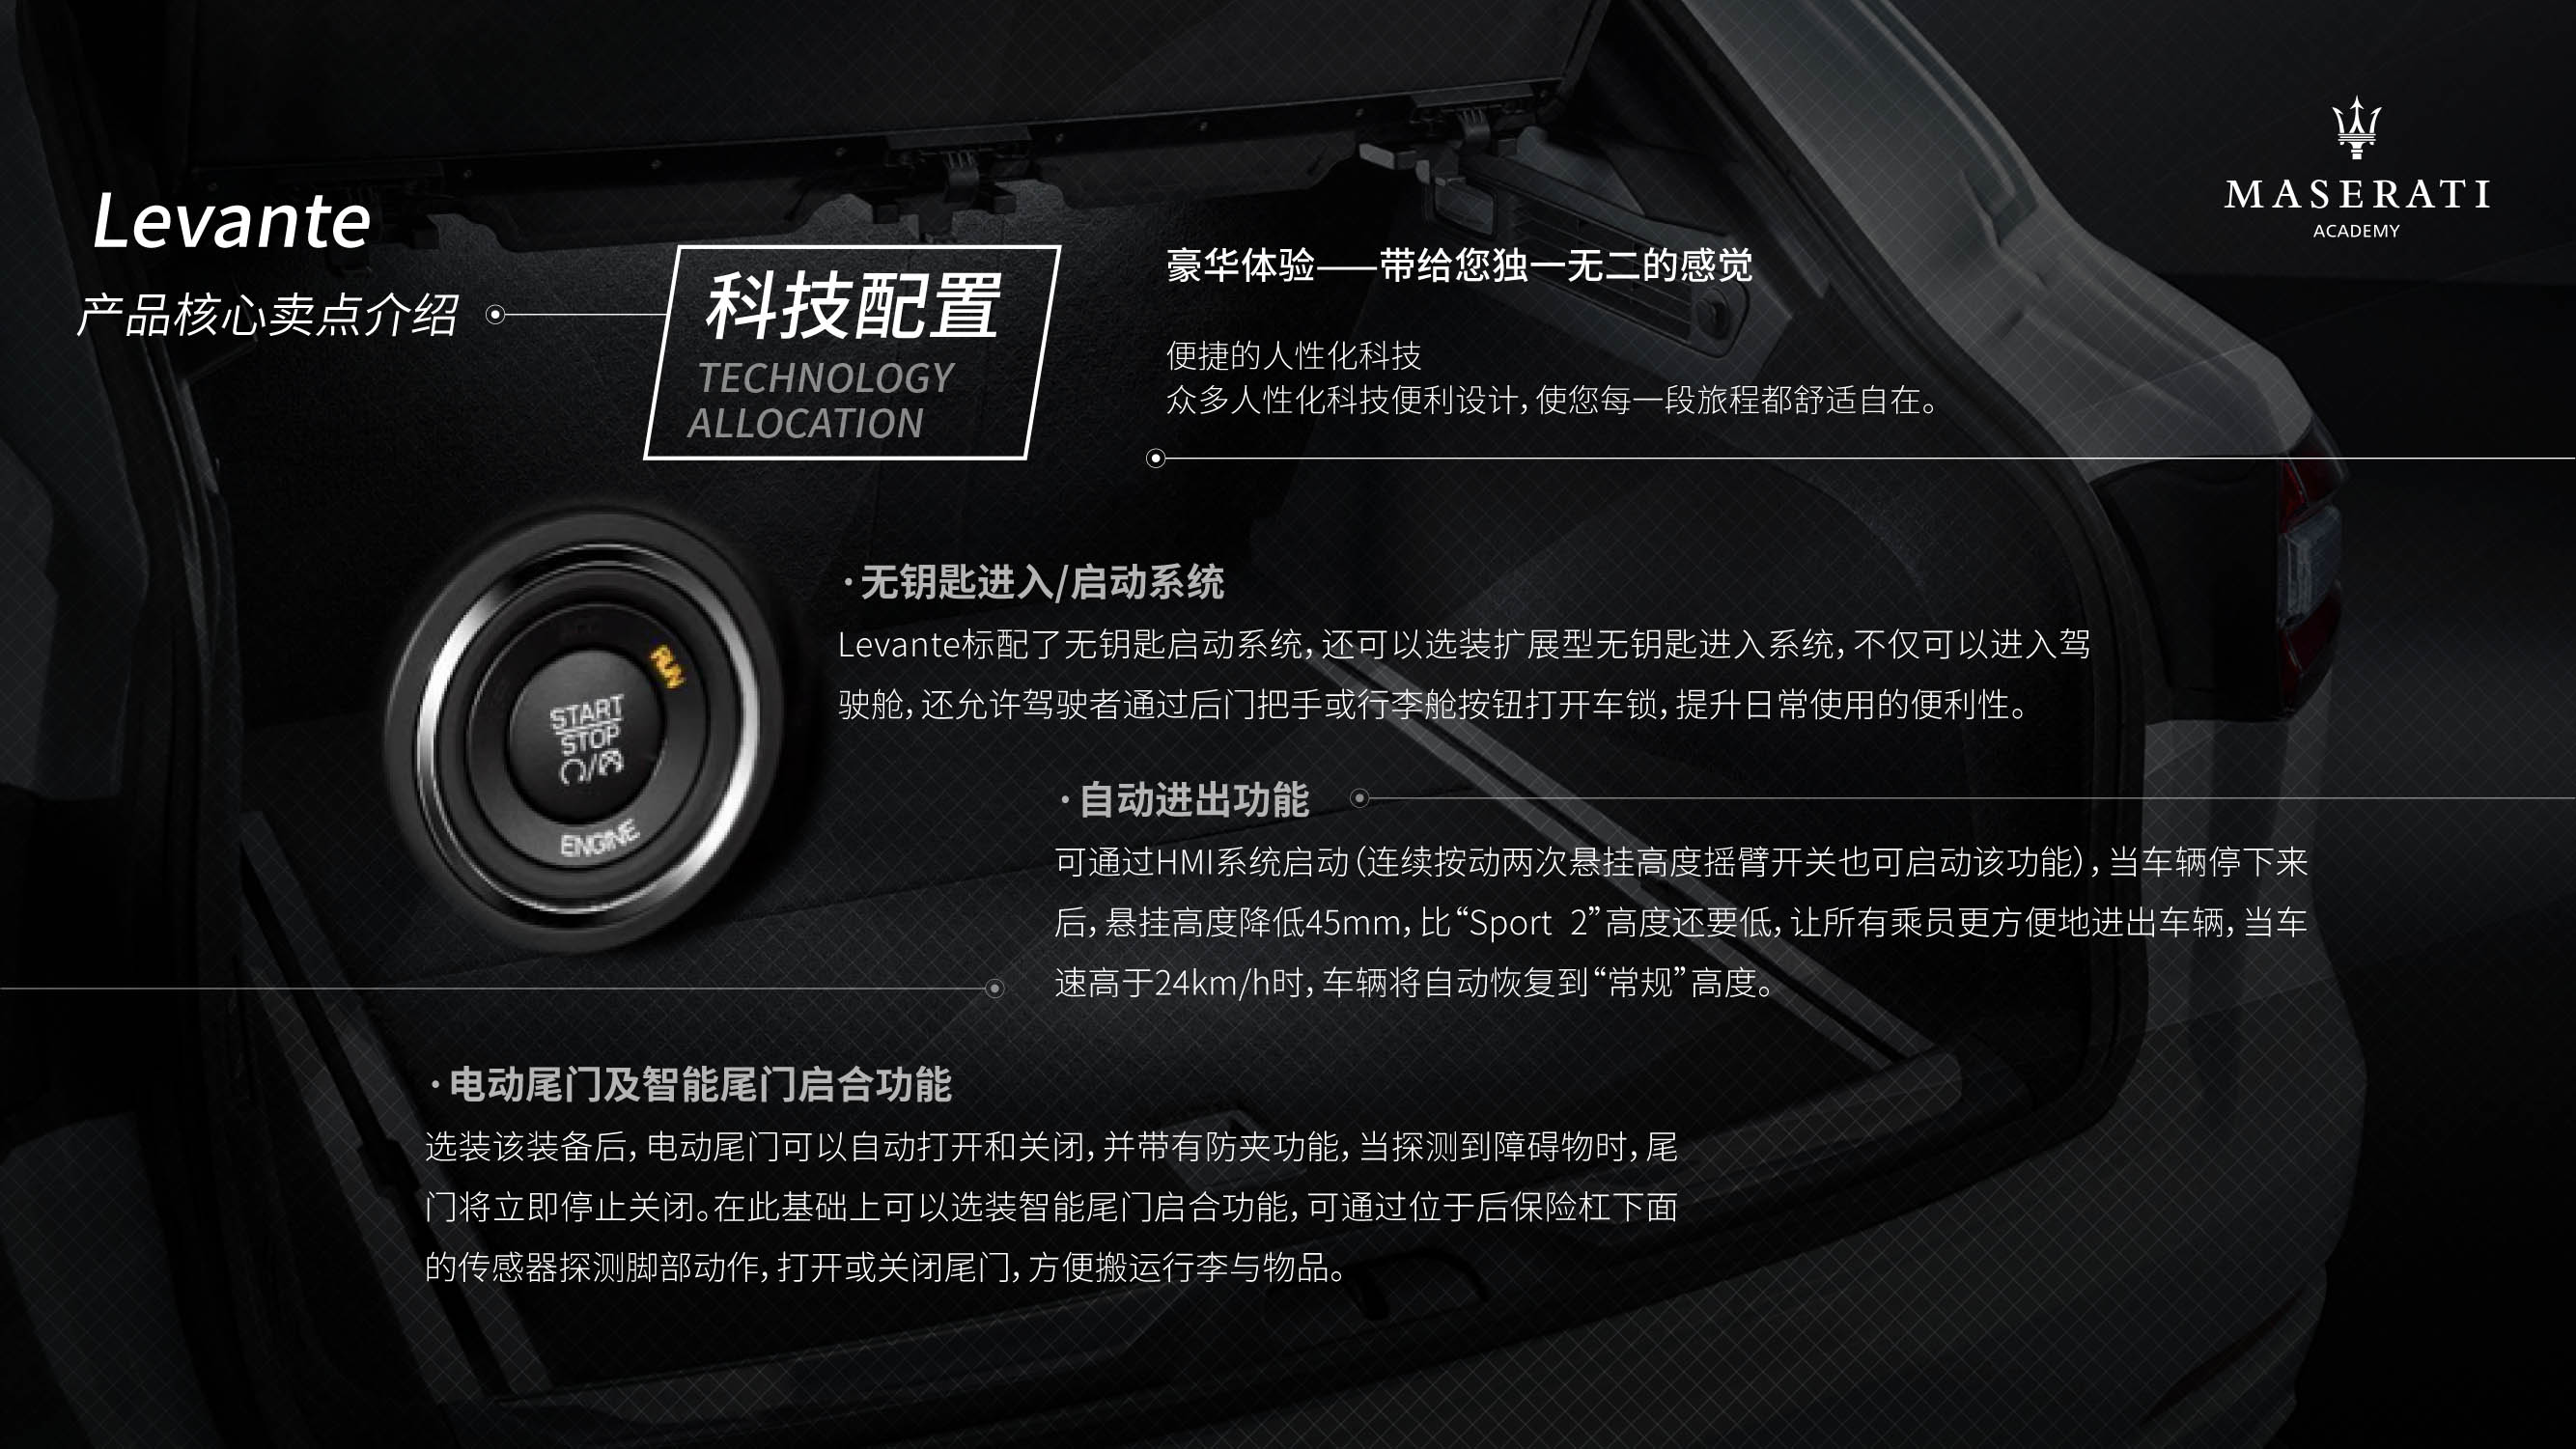 Levante
产品核心卖点介绍
科技配置
TECHNOLOGY
ALLOCATION
豪华体验——带给您独一无二的感觉
便捷的人性化科技
众多人性化科技便利设计，使您每一段旅程都舒适自在。
MASERATI
ACADEMY
·无钥匙进入/启动系统
Levante标配了无钥匙启动系统，还可以选装扩展型无钥匙进入系统，不仅可以进入驾
驶舱，还允许驾驶者通过后门把手或行李舱按钮打开车锁，提升日常使用的便利性。
RUN
START
STOP
ENGINE
·自动进出功能
可通过HMI系统启动（连续按动两次悬挂高度摇臂开关也可启动该功能），当车辆停下来
后，悬挂高度降低45mm，比“Sport 2”高度还要低，让所有乘员更方便地进出车辆，当车
速高于24km/h时，车辆将自动恢复到“常规”高度。
·电动尾门及智能尾门启合功能
选装该装备后，电动尾门可以自动打开和关闭，并带有防夹功能，当探测到障碍物时，尾
门将立即停止关闭。在此基础上可以选装智能尾门启合功能，可通过位于后保险杠下面
的传感器探测脚部动作，打开或关闭尾门，方便搬运行李与物品。